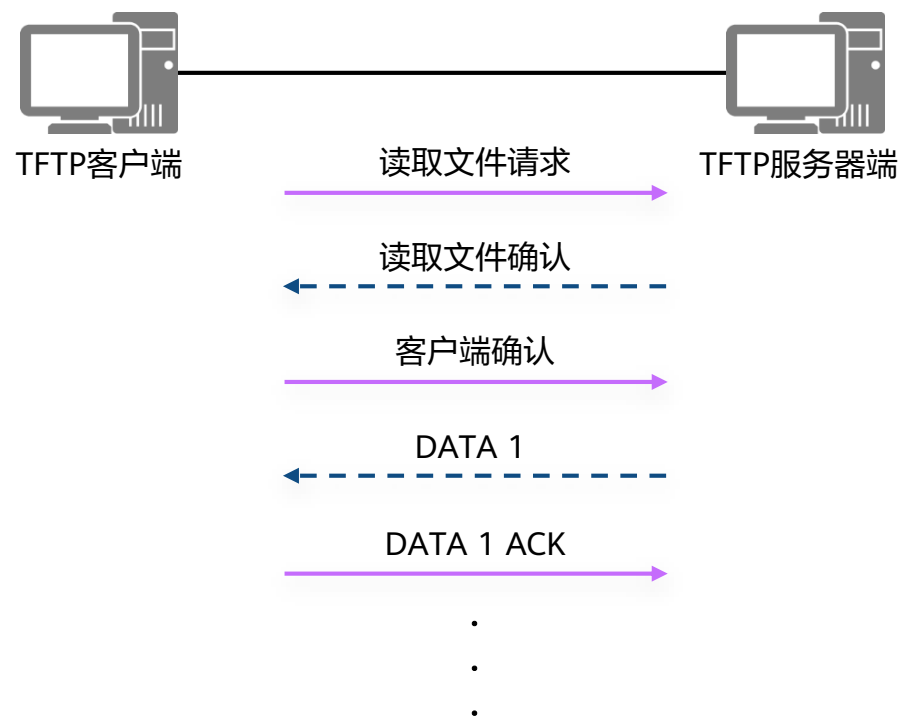 TFTP客户端
读取文件请求
TFTP服务器端
读取文件确认
客户端确认
DATA 1
DATA 1 ACK
.
.
.